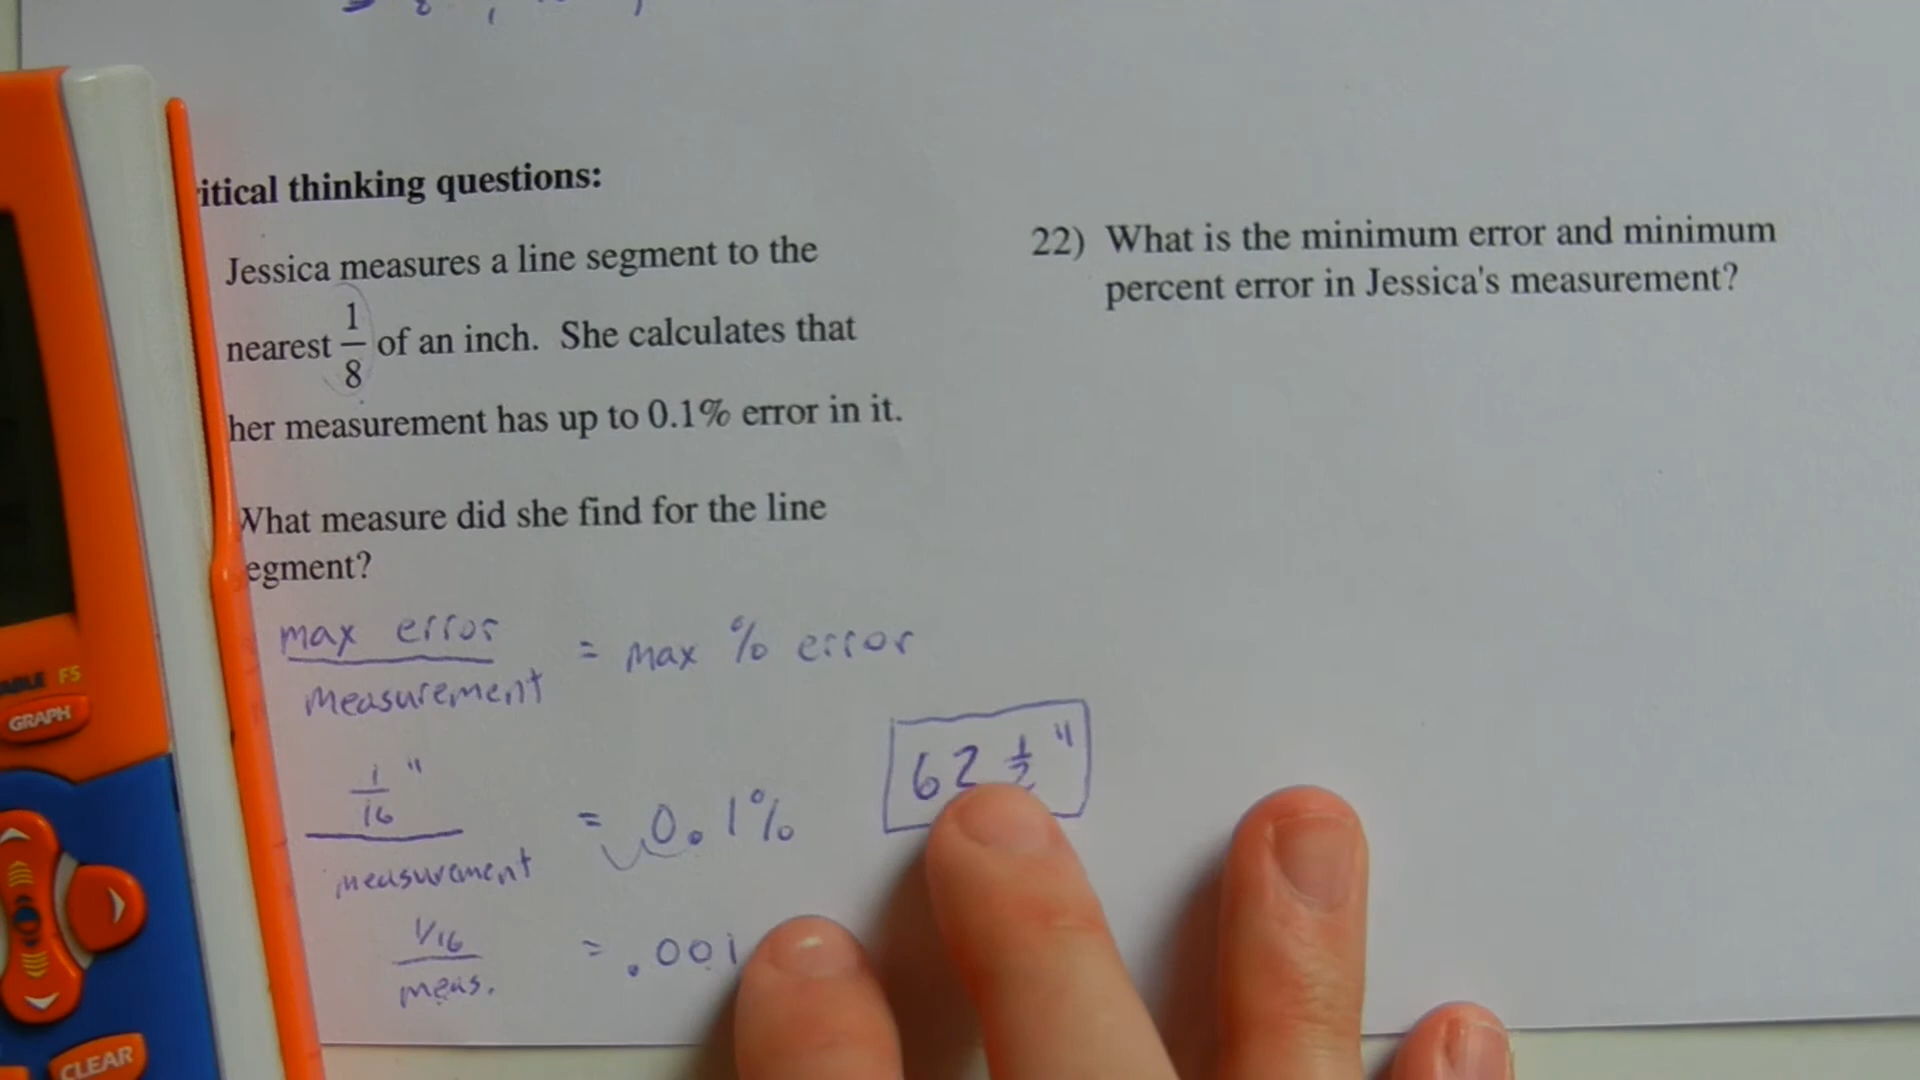 itical thinking questions:
Jessica measures a line segment to the
nearest 1/8 of an inch. She calculates that
her measurement has up to 0.1% error in it.
What measure did she find for the line
egment?
22) What is the minimum error and minimum
percent error in Jessica's measurement?
max error
measurement
= max % error
1/16 "
measurement
= 0.1%
62 1/2 "
1/16
meas.
= .001
F5
GRAPH
CLEAR